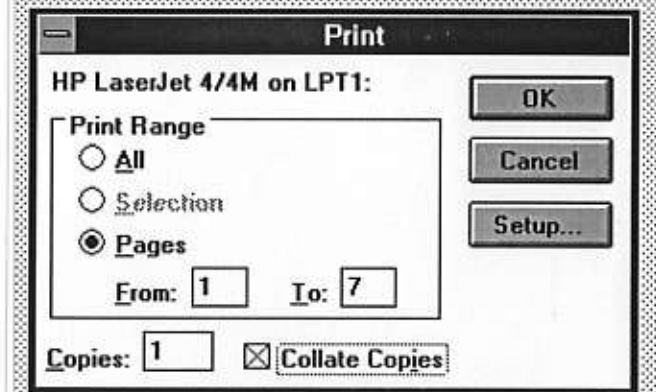 Print
HP LaserJet 4/4M on LPT1:
OK
Print Range
All
Cancel
Selection
Setup...
Pages
From: 1 To: 7
Copies: 1 Collate Copies